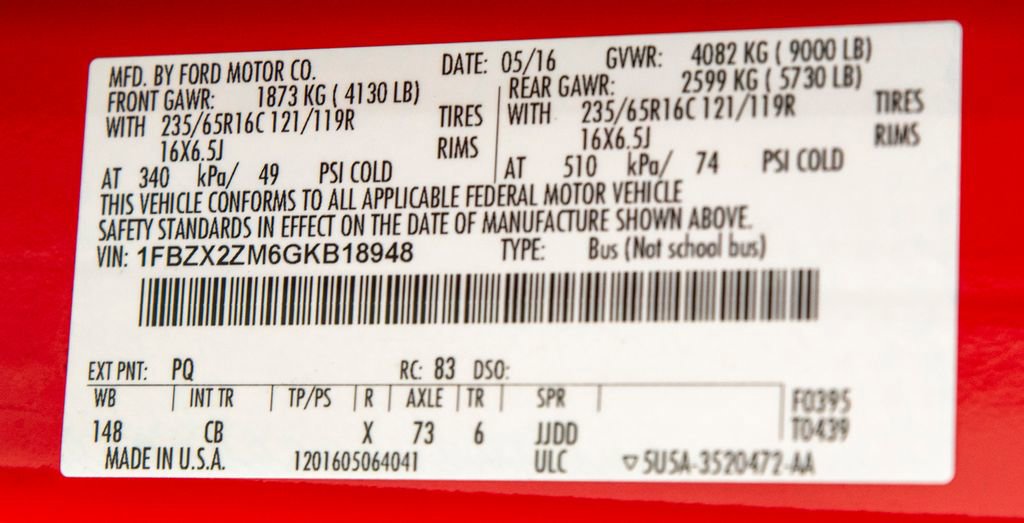 MFD. BY FORD MOTOR CO. DATE: 05/16 GVWR: 4082 KG ( 9000 LB)
FRONT GAWR: 1873 KG ( 4130 LB) REAR GAWR: 2599 KG ( 5730 LB)
WITH 235/65R16C 121/119R TIRES WITH 235/65R16C 121/119R TIRES
16X6.5J RIMS 16X6.5J RIMS
AT 340 kPa/ 49 PSI COLD AT 510 kPa/ 74 PSI COLD
THIS VEHICLE CONFORMS TO ALL APPLICABLE FEDERAL MOTOR VEHICLE
SAFETY STANDARDS IN EFFECT ON THE DATE OF MANUFACTURE SHOWN ABOVE.
VIN: 1FBZX2ZM6GKB18948 TYPE: Bus (Not school bus)
EXT PNT: PQ RC: 83 DSO:
WB INT TR TP/PS R AXLE TR SPR F0395
148 CB X 73 6 JJDD T0439
MADE IN U.S.A. 1201605064041 ULC ▽5U5A-3520472-AA